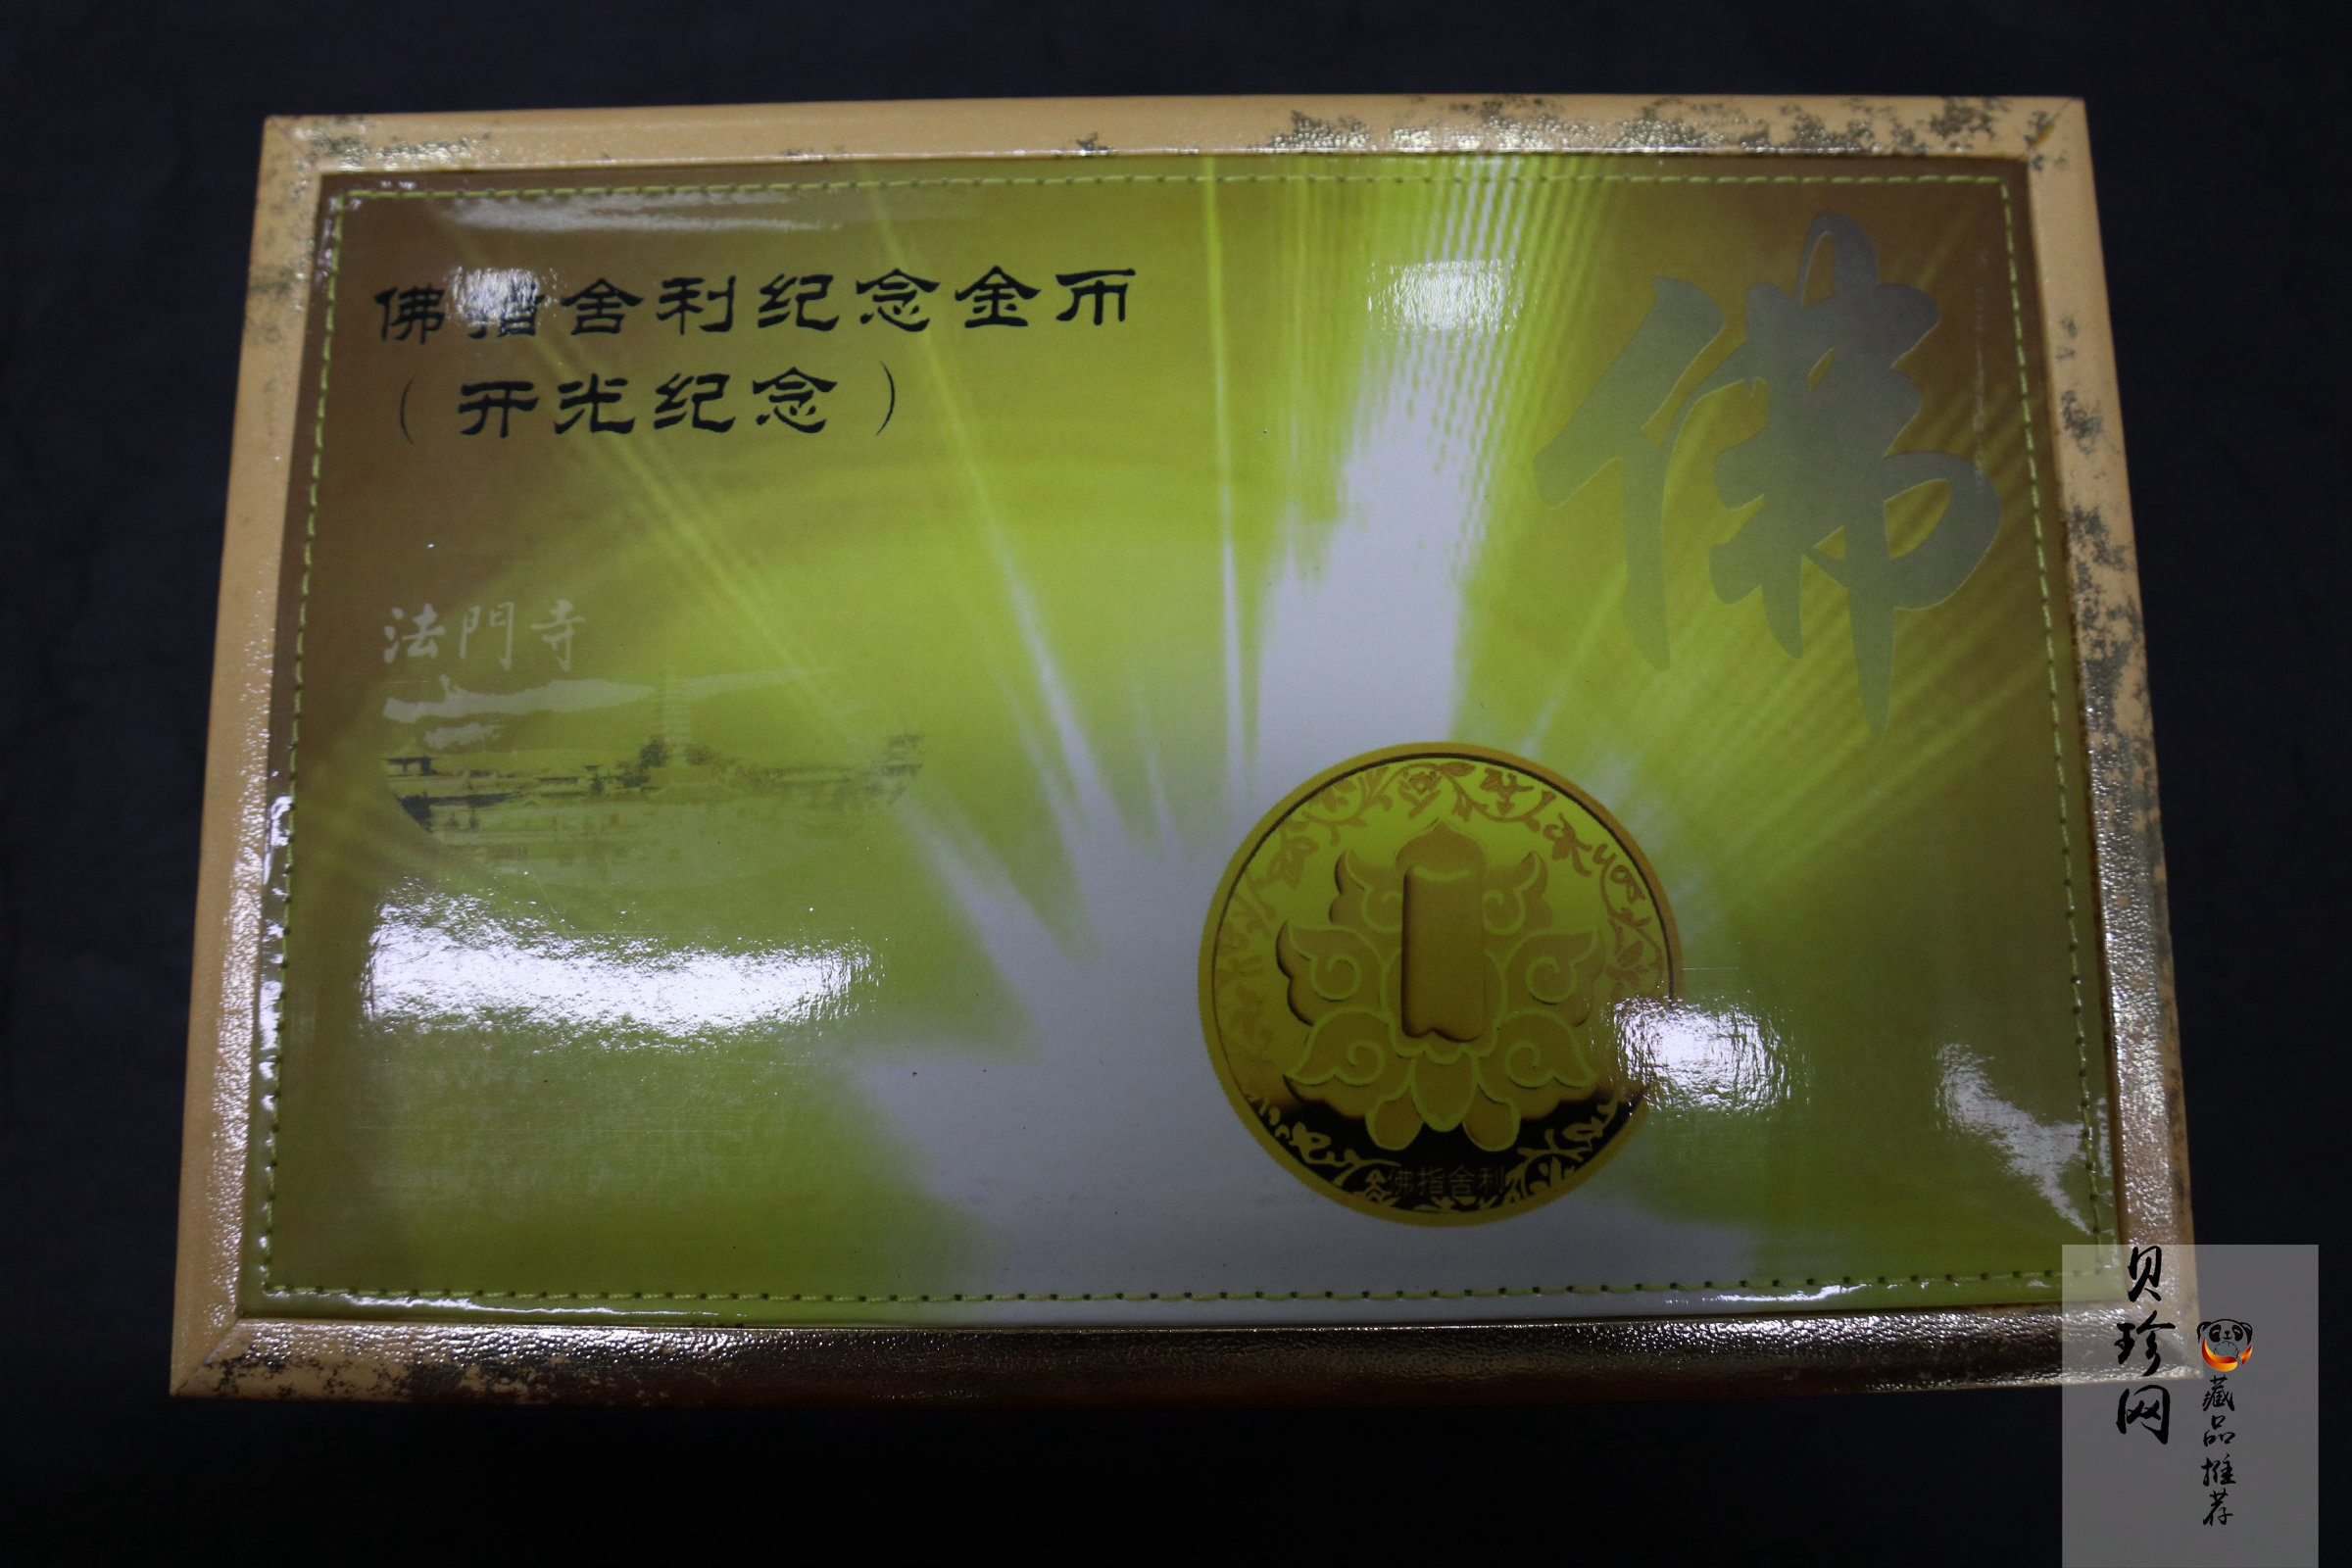 佛指舍利纪念金币
（开光纪念）
佛
法門寺
佛指舍利
贝珍网
藏品推荐